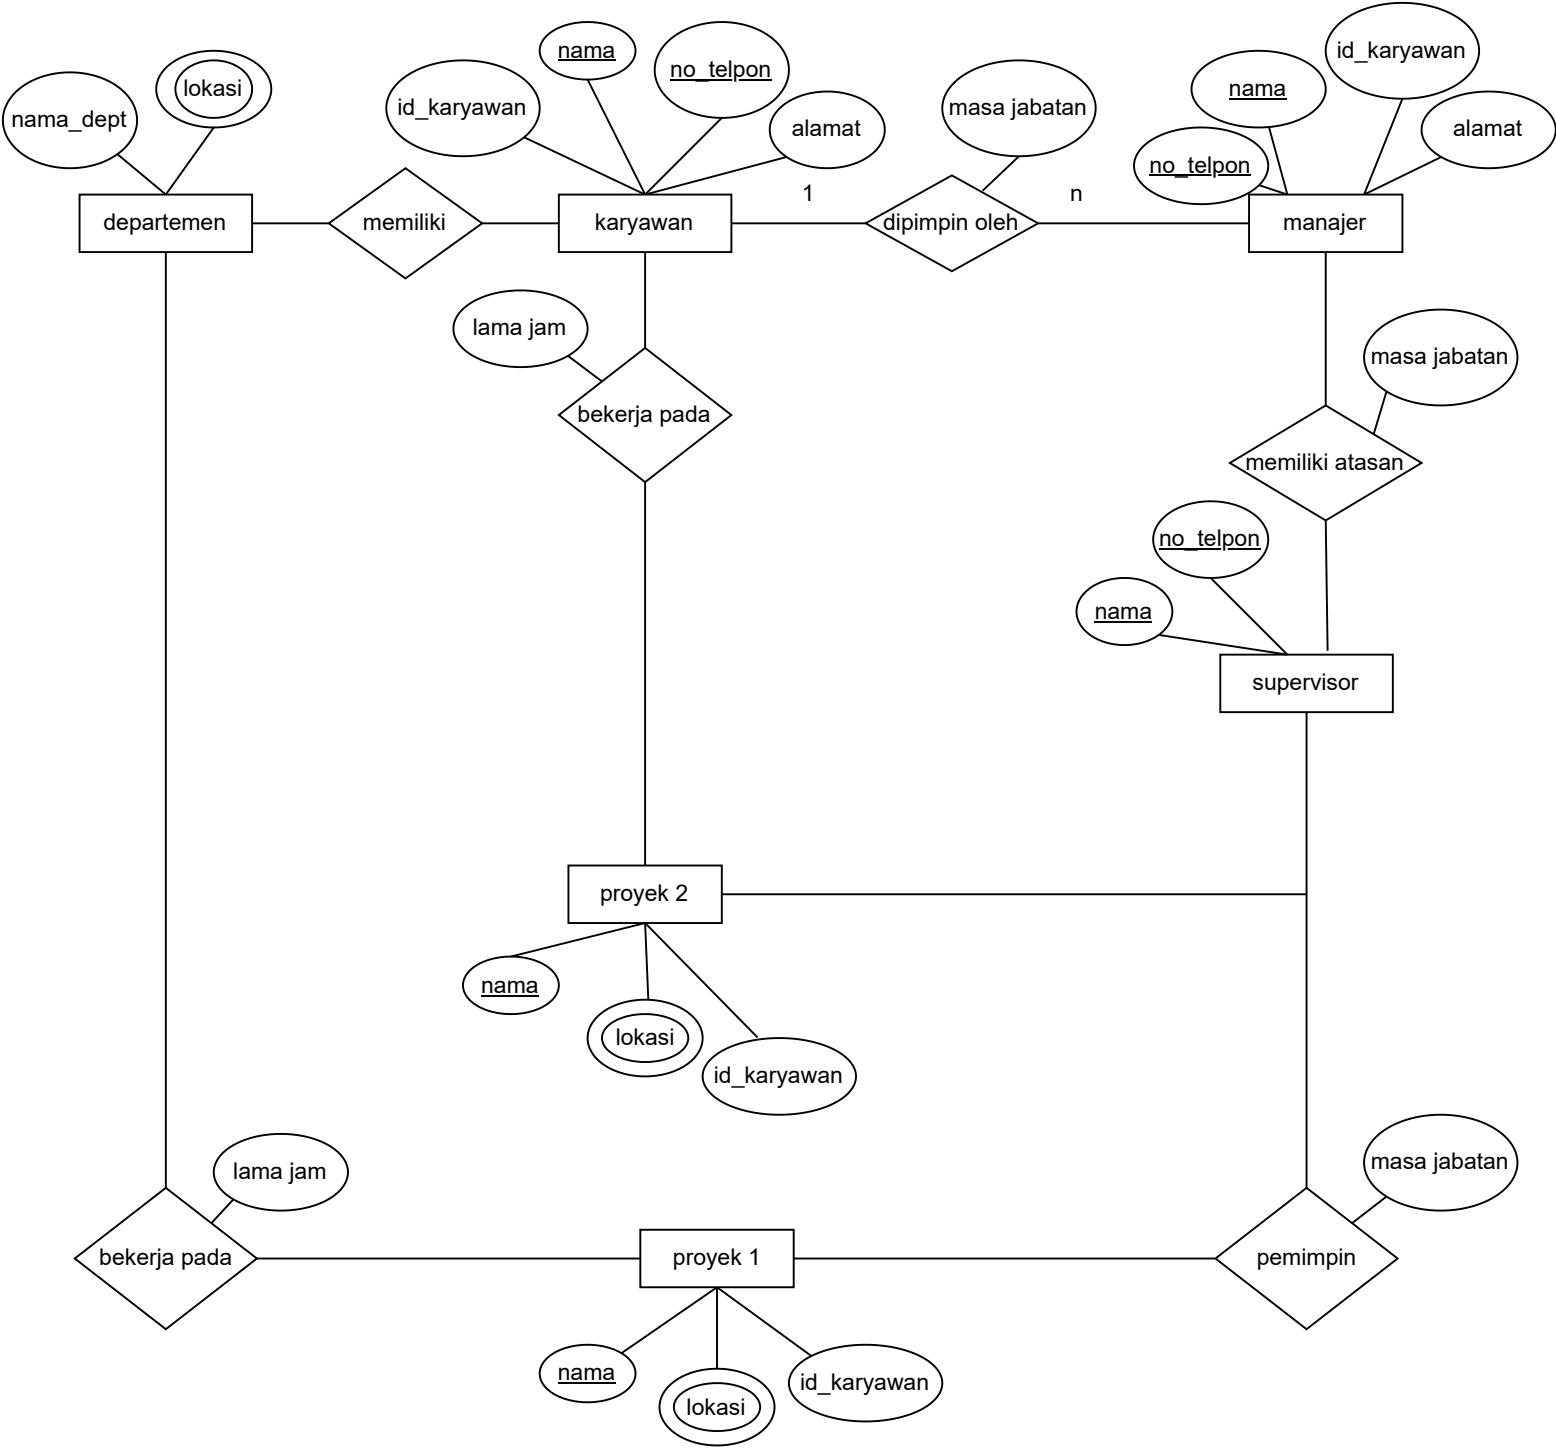 id_karyawan
nama
no_telpon
nama
id_karyawan
lokasi
nama_dept
id_karyawan
alamat
masa jabatan
alamat
no_telpon
1
n
departemen
memiliki
karyawan
dipimpin oleh
manajer
lama jam
masa jabatan
bekerja pada
memiliki atasan
no_telpon
nama
supervisor
proyek 2
nama
lokasi
id_karyawan
lama jam
masa jabatan
bekerja pada
proyek 1
pemimpin
nama
lokasi
id_karyawan